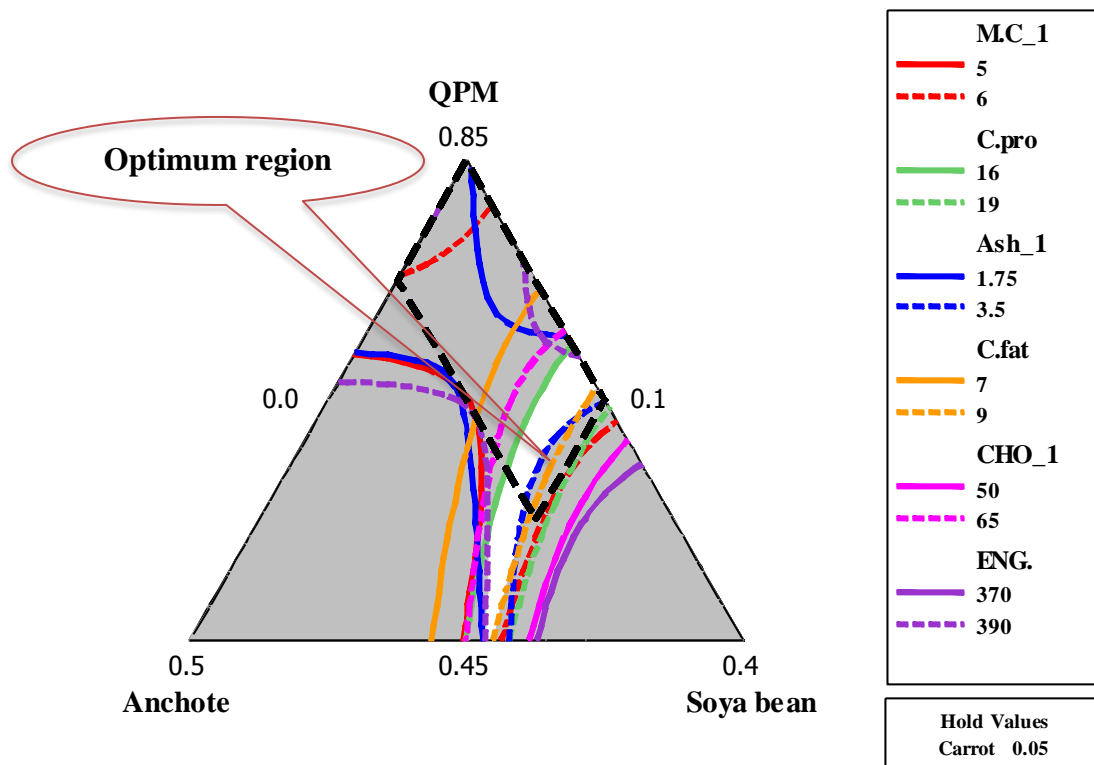 QPM
0.85
Optimum region
0.0
0.1
0.5
0.45
0.4
Anchote
Soya bean
M.C_1
5
6
C.pro
16
19
Ash_1
1.75
3.5
C.fat
7
9
CHO_1
50
65
ENG.
370
390
Hold Values
Carrot 0.05